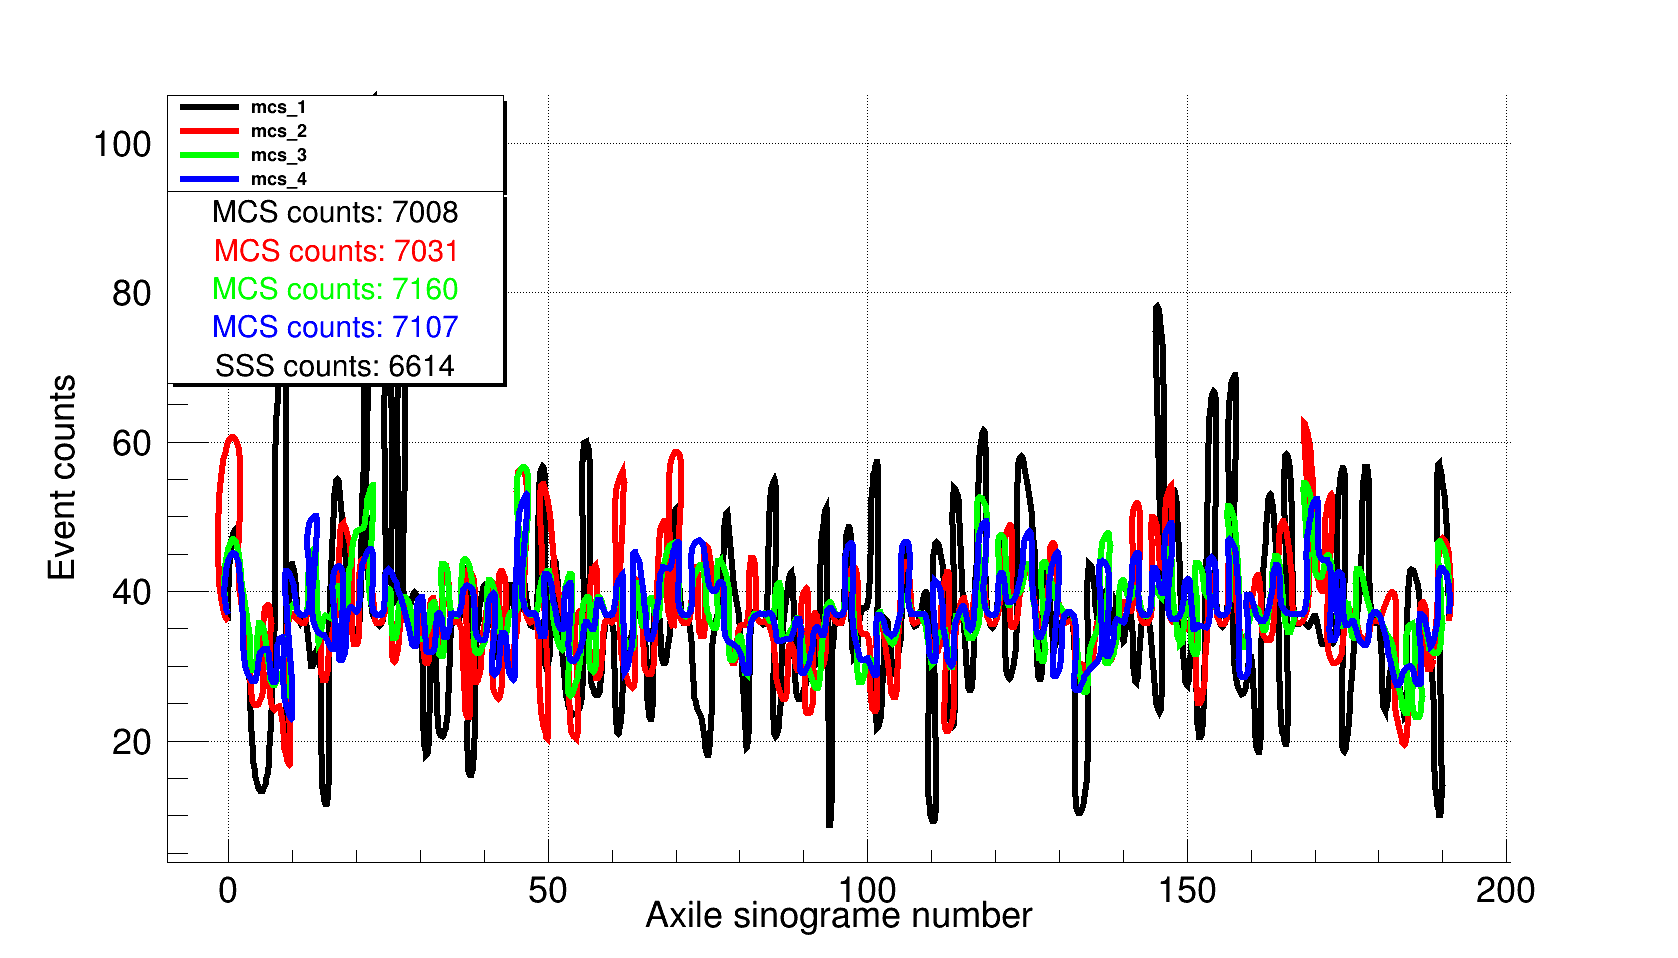 mcs_1
mcs_2
mcs_3
mcs_4
MCS counts: 7008
MCS counts: 7031
MCS counts: 7160
MCS counts: 7107
SSS counts: 6614
100
80
60
40
20
Event counts
0 50 100 150 200
Axile sinograme number